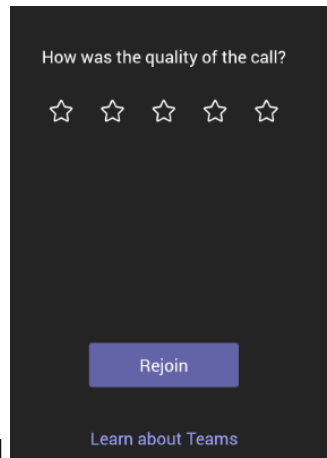 How was the quality of the call?
Rejoin
Learn about Teams